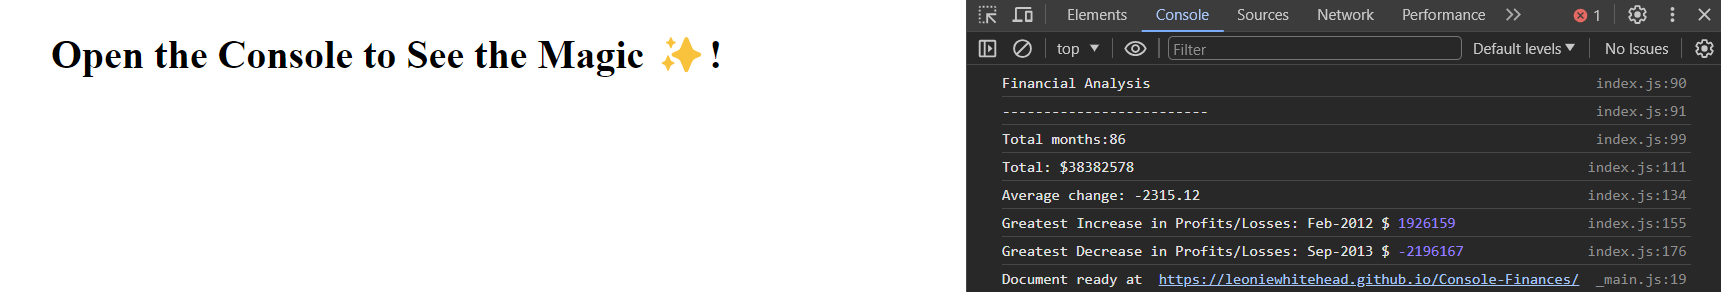 Open the Console to See the Magic ✨!
Elements Console Sources Network Performance 1
top Filter Default levels No Issues
Financial Analysis index.js:90
------------------------- index.js:91
Total months:86 index.js:99
Total: $38382578 index.js:111
Average change: -2315.12 index.js:134
Greatest Increase in Profits/Losses: Feb-2012 $ 1926159 index.js:155
Greatest Decrease in Profits/Losses: Sep-2013 $ -2196167 index.js:176
Document ready at https://leoniewhitehead.github.io/Console-Finances/ _main.js:19